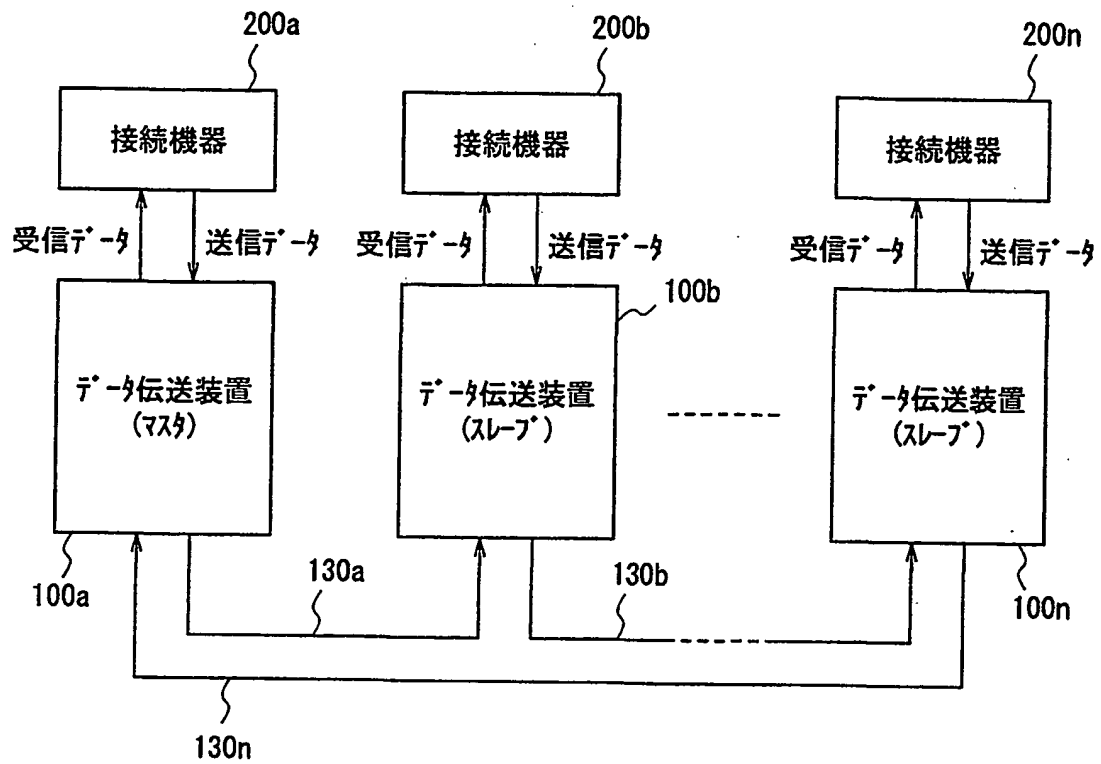 200a
200b
200n
接続機器
接続機器
接続機器
受信データ
送信データ
受信データ
送信データ
受信データ
送信データ
100b
データ伝送装置
(マスタ)
データ伝送装置
(スレーブ)
データ伝送装置
(スレーブ)
100a
130a
130b
100n
130n